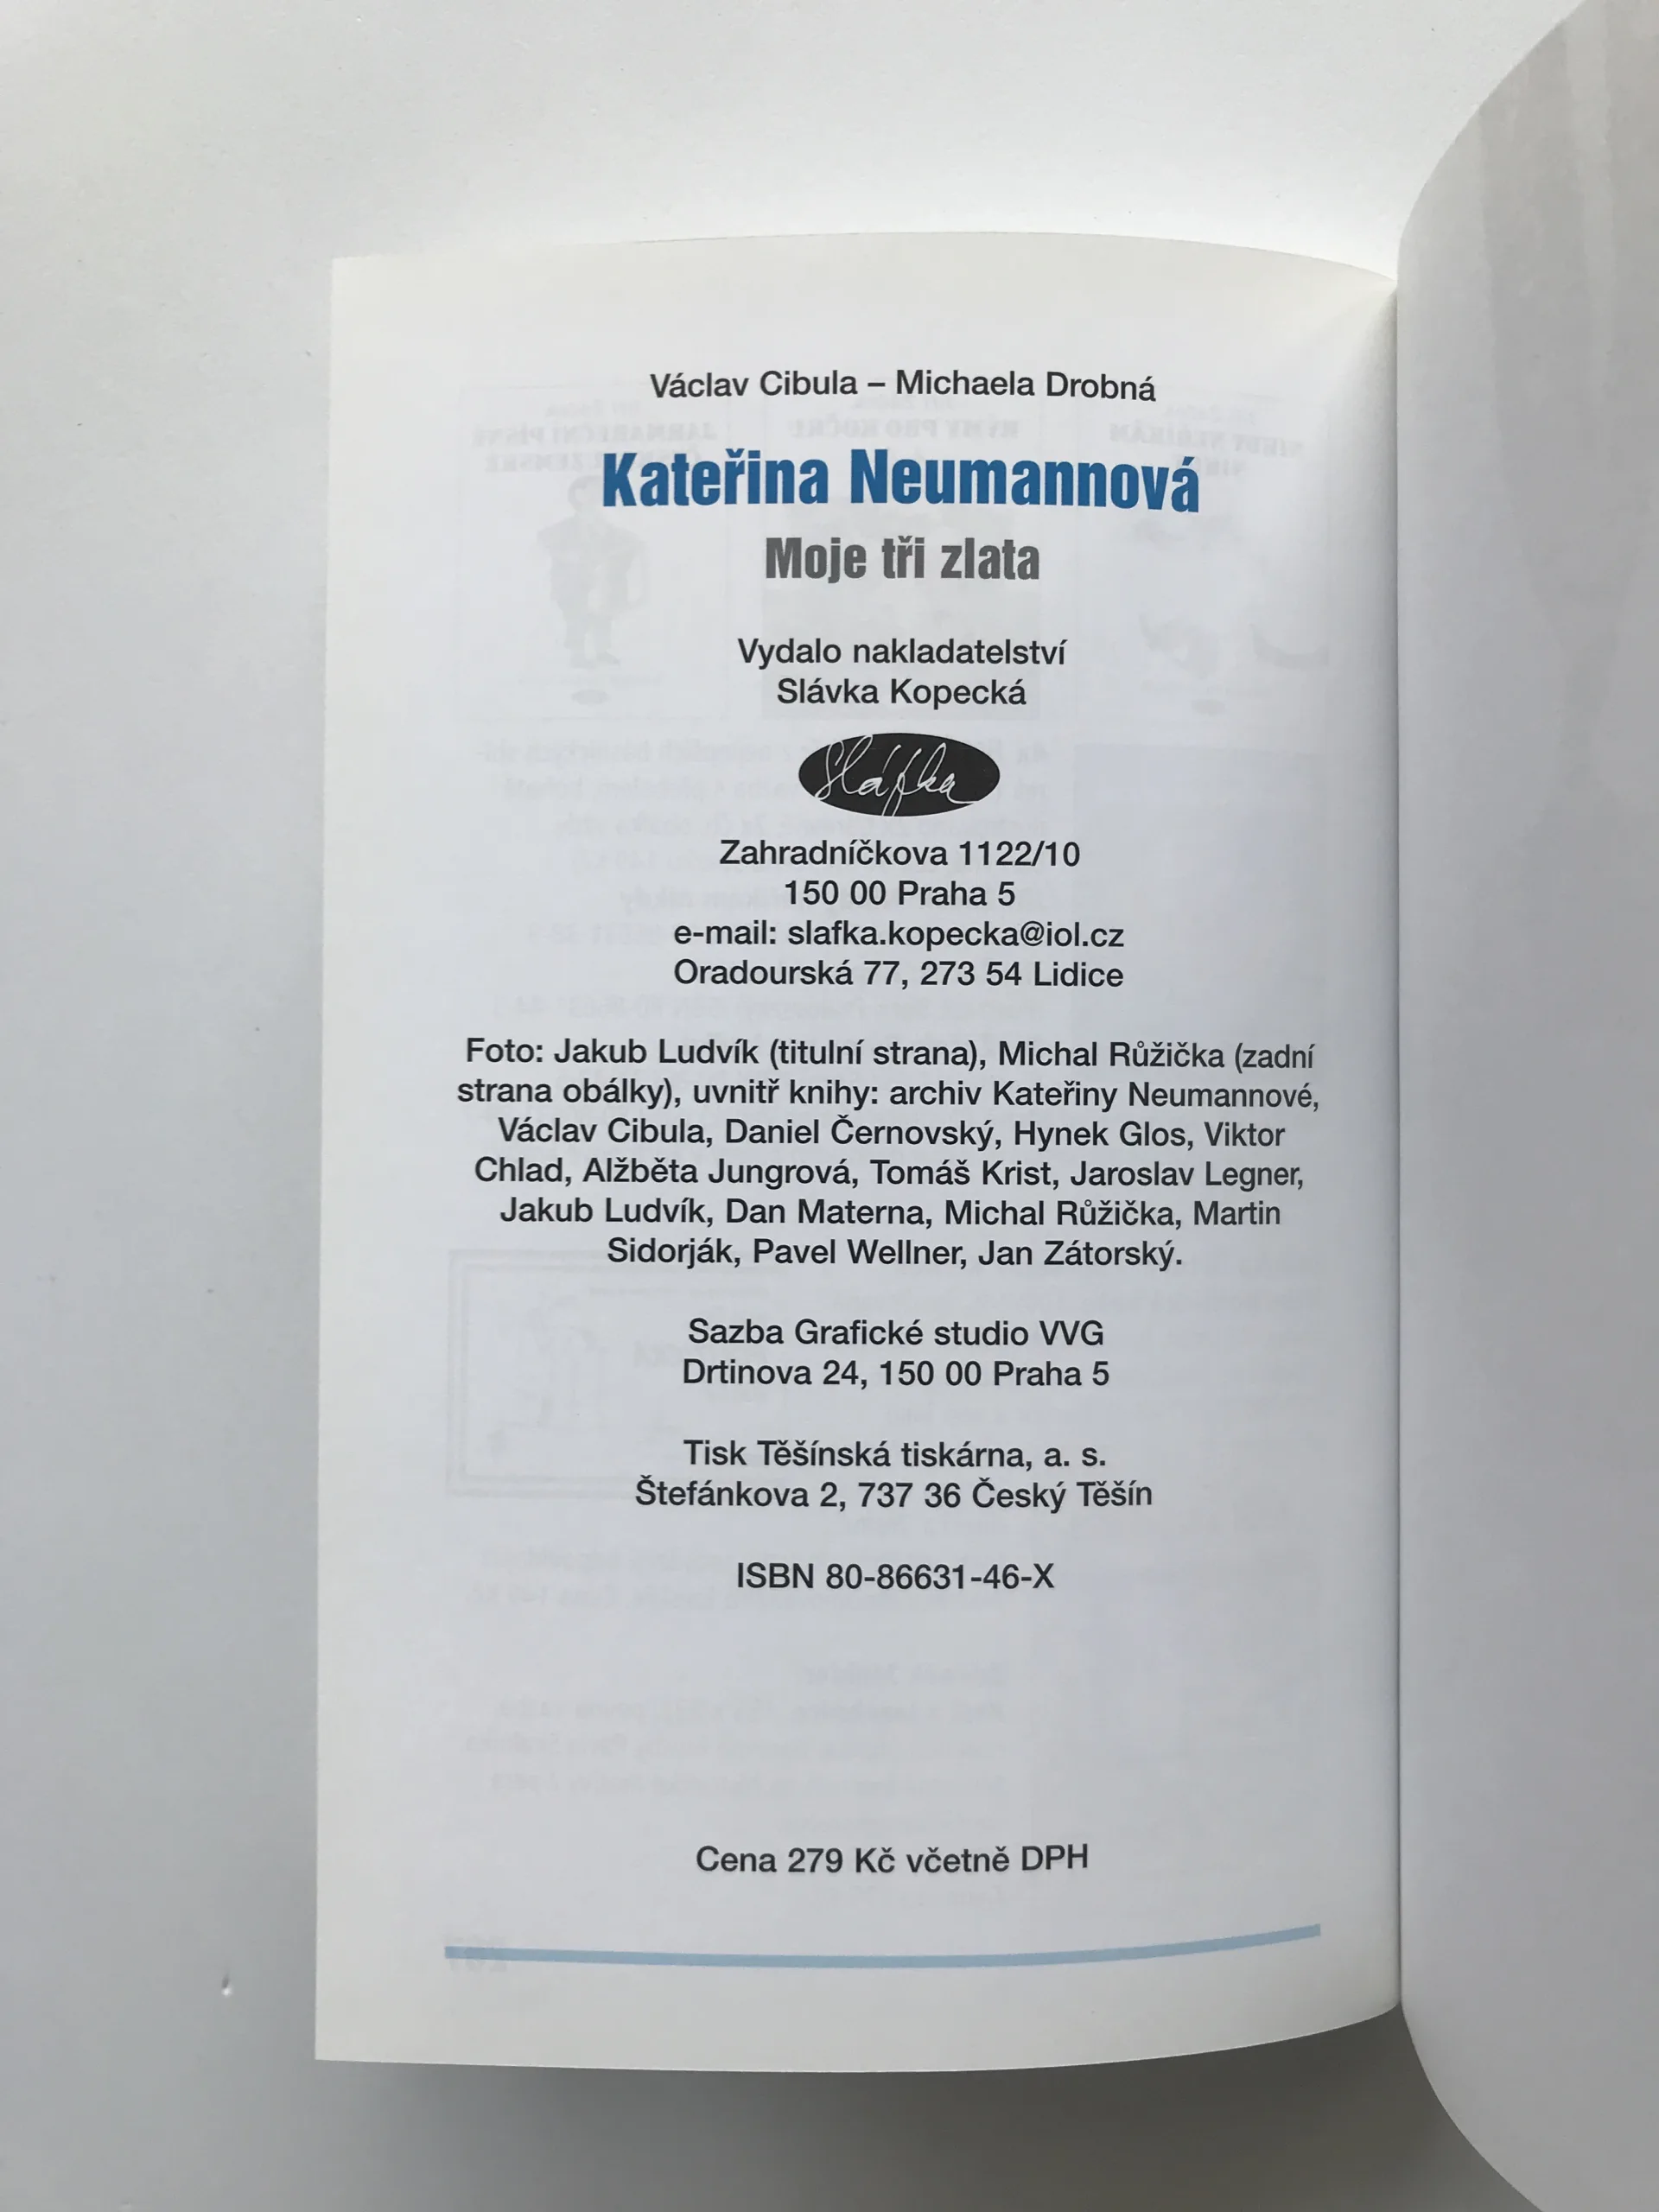 Václav Cibula – Michaela Drobná
Kateřina Neumannová
Moje tři zlata
Vydalo nakladatelství
Slávka Kopecká
Slafka
Zahradníčkova 1122/10
150 00 Praha 5
e-mail: slafka.kopecka@iol.cz
Oradourská 77, 273 54 Lidice
Foto: Jakub Ludvík (titulní strana), Michal Růžička (zadní
strana obálky), uvnitř knihy: archiv Kateřiny Neumannové,
Václav Cibula, Daniel Černovský, Hynek Glos, Viktor
Chlad, Alžběta Jungrová, Tomáš Krist, Jaroslav Legner,
Jakub Ludvík, Dan Materna, Michal Růžička, Martin
Sidorják, Pavel Wellner, Jan Zátorský.
Sazba Grafické studio VVG
Drtinova 24, 150 00 Praha 5
Tisk Těšínská tiskárna, a. s.
Štefánkova 2, 737 36 Český Těšín
ISBN 80-86631-46-X
Cena 279 Kč včetně DPH